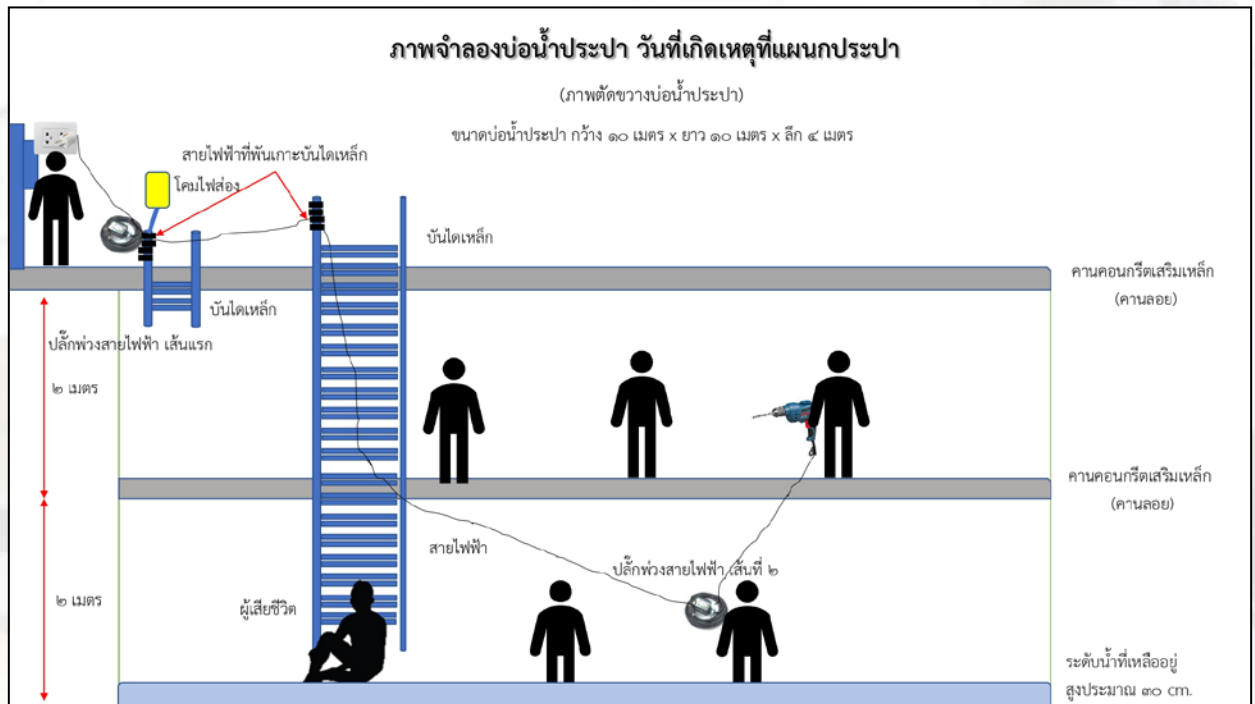 ภาพจำลองบ่อน้ำประปา วันที่เกิดเหตุที่แผนกประปา
(ภาพตัดขวางบ่อน้ำประปา)
ขนาดบ่อน้ำประปา กว้าง ๑๐ เมตร x ยาว ๑๐ เมตร x ลึก ๔ เมตร
สายไฟฟ้าที่พันเกาะบันไดเหล็ก
โคมไฟส่อง
บันไดเหล็ก
คานคอนกรีตเสริมเหล็ก
(คานลอย)
บันไดเหล็ก
ปลั๊กพ่วงสายไฟฟ้า เส้นแรก
๒ เมตร
คานคอนกรีตเสริมเหล็ก
(คานลอย)
สายไฟฟ้า
ปลั๊กพ่วงสายไฟฟ้า เส้นที่ ๒
๒ เมตร
ผู้เสียชีวิต
ระดับน้ำที่เหลืออยู่
สูงประมาณ ๓๐ cm.